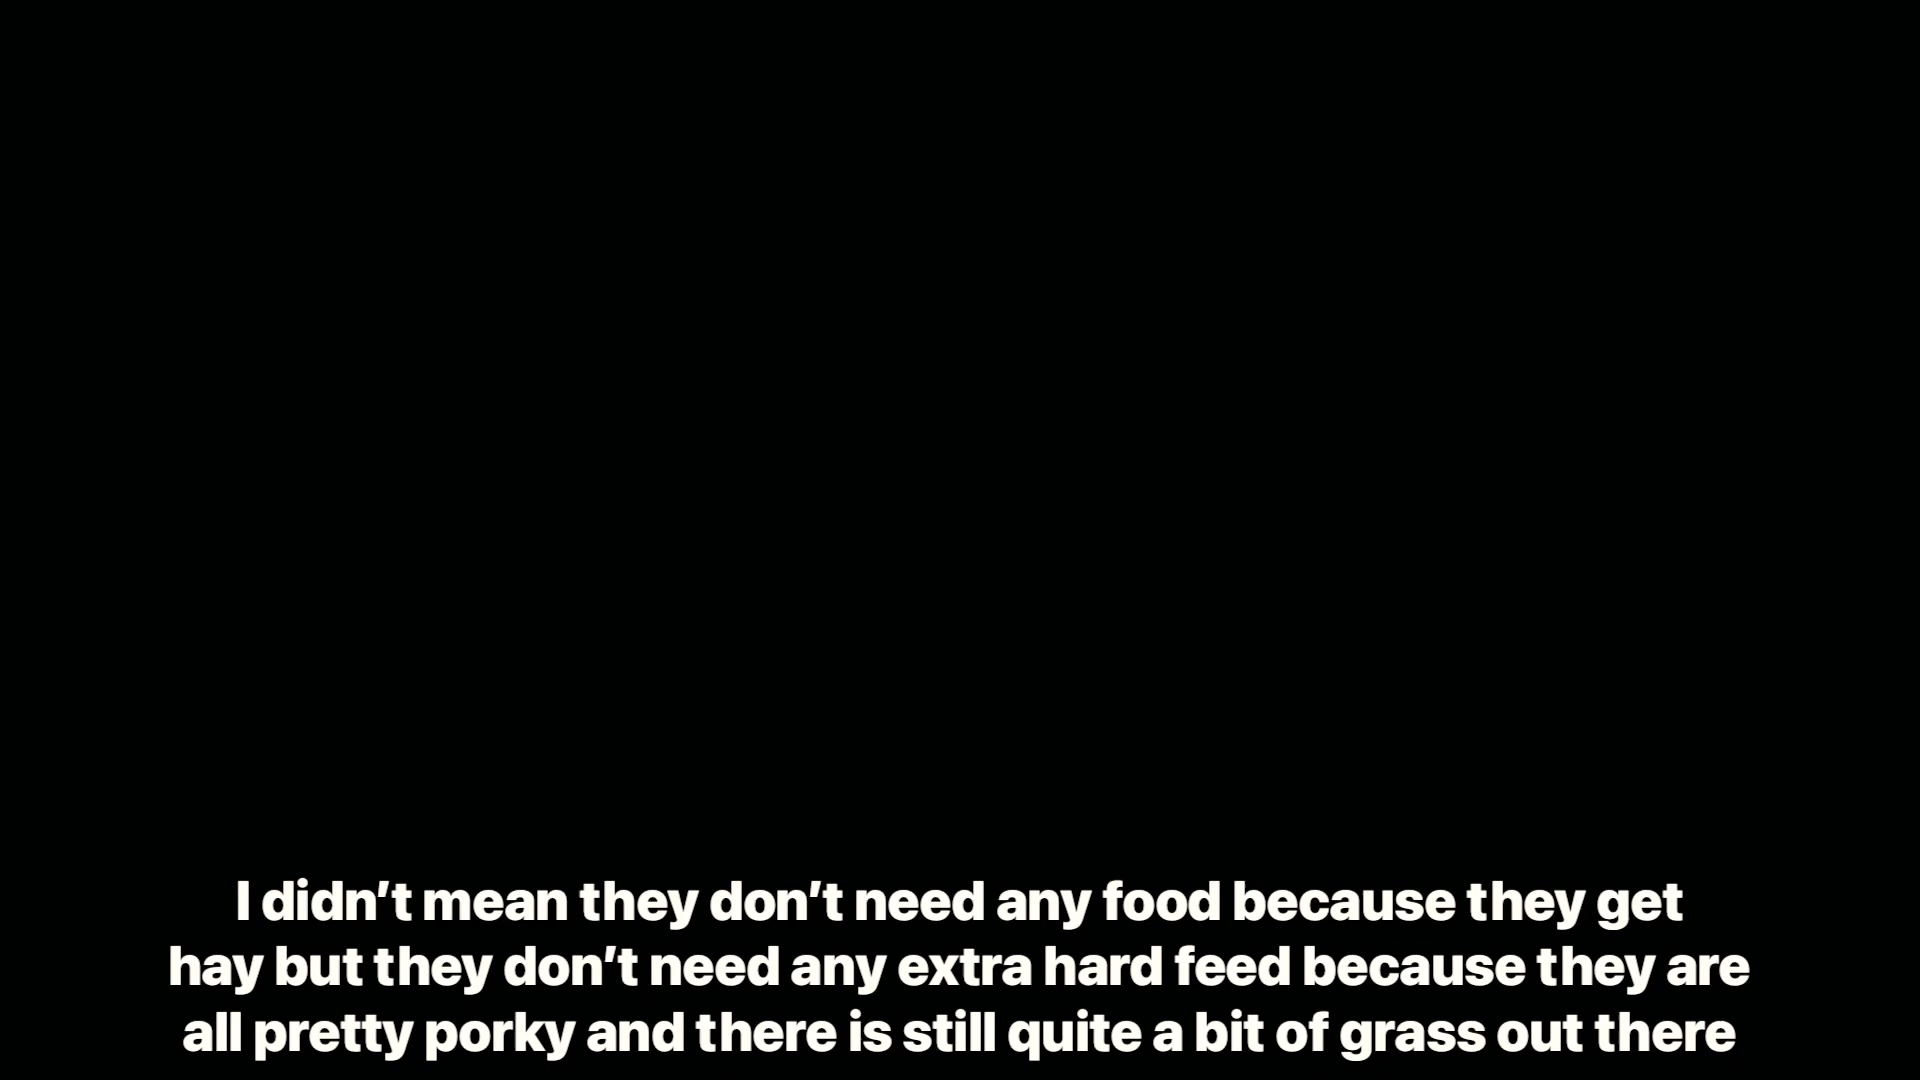 I didn’t mean they don’t need any food because they get
hay but they don’t need any extra hard feed because they are
all pretty porky and there is still quite a bit of grass out there